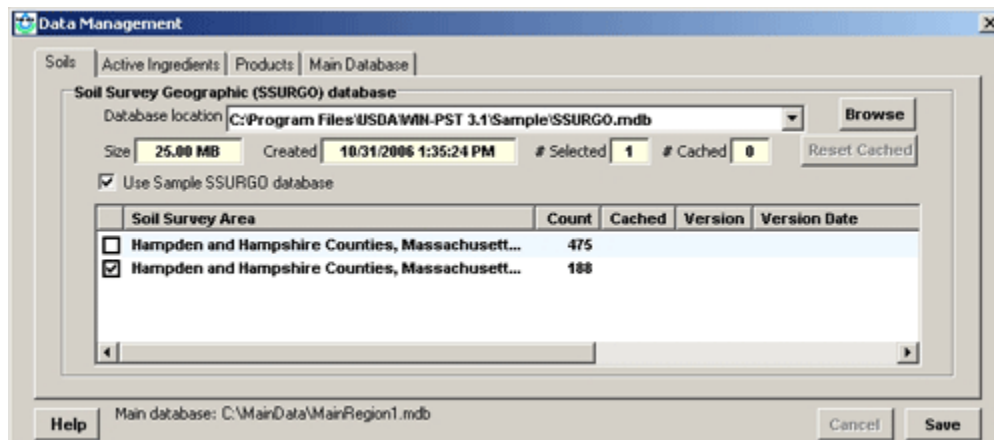 Data Management
Soils Active Ingredients Products Main Database
Soil Survey Geographic (SSURGO) database
Database location C:\Program Files\USDA\WIN-PST 3.1\Sample\SSURGO.mdb Browse
Size 25.00 MB Created 10/31/2006 1:35:24 PM # Selected 1 # Cached 0 Reset Cached
Use Sample SSURGO database
Soil Survey Area Count Cached Version Version Date
Hampden and Hampshire Counties, Massachusett... 475
Hampden and Hampshire Counties, Massachusett... 188
Help Main database: C:\MainData\MainRegion1.mdb Cancel Save